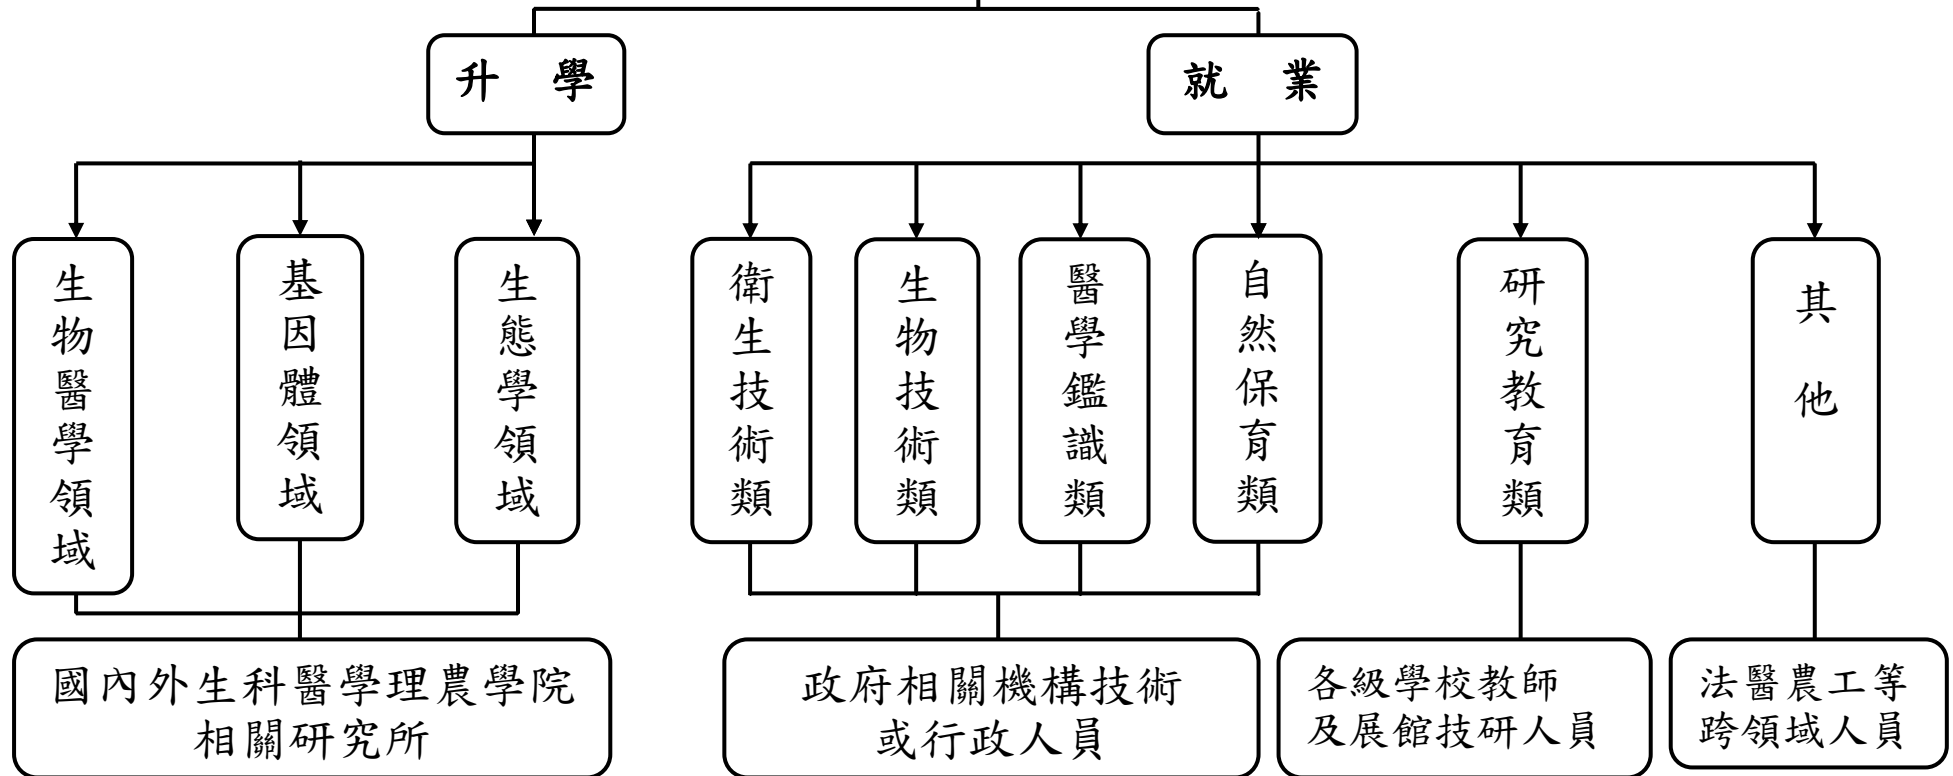 升 學
就 業
生物醫學領域
基因體領域
生態學領域
衛生技術類
生物技術類
醫學鑑識類
自然保育類
研究教育類
其他
國內外生科醫學理農學院
相關研究所
政府相關機構技術
或行政人員
各級學校教師
及展館技研人員
法醫農工等
跨領域人員